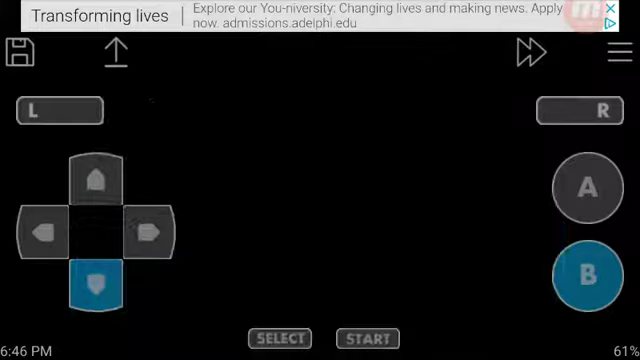 Transforming lives
Explore our You-niversity: Changing lives and making news. Apply
now. admissions.adelphi.edu
L
R
A
B
SELECT
START
6:46 PM
61%